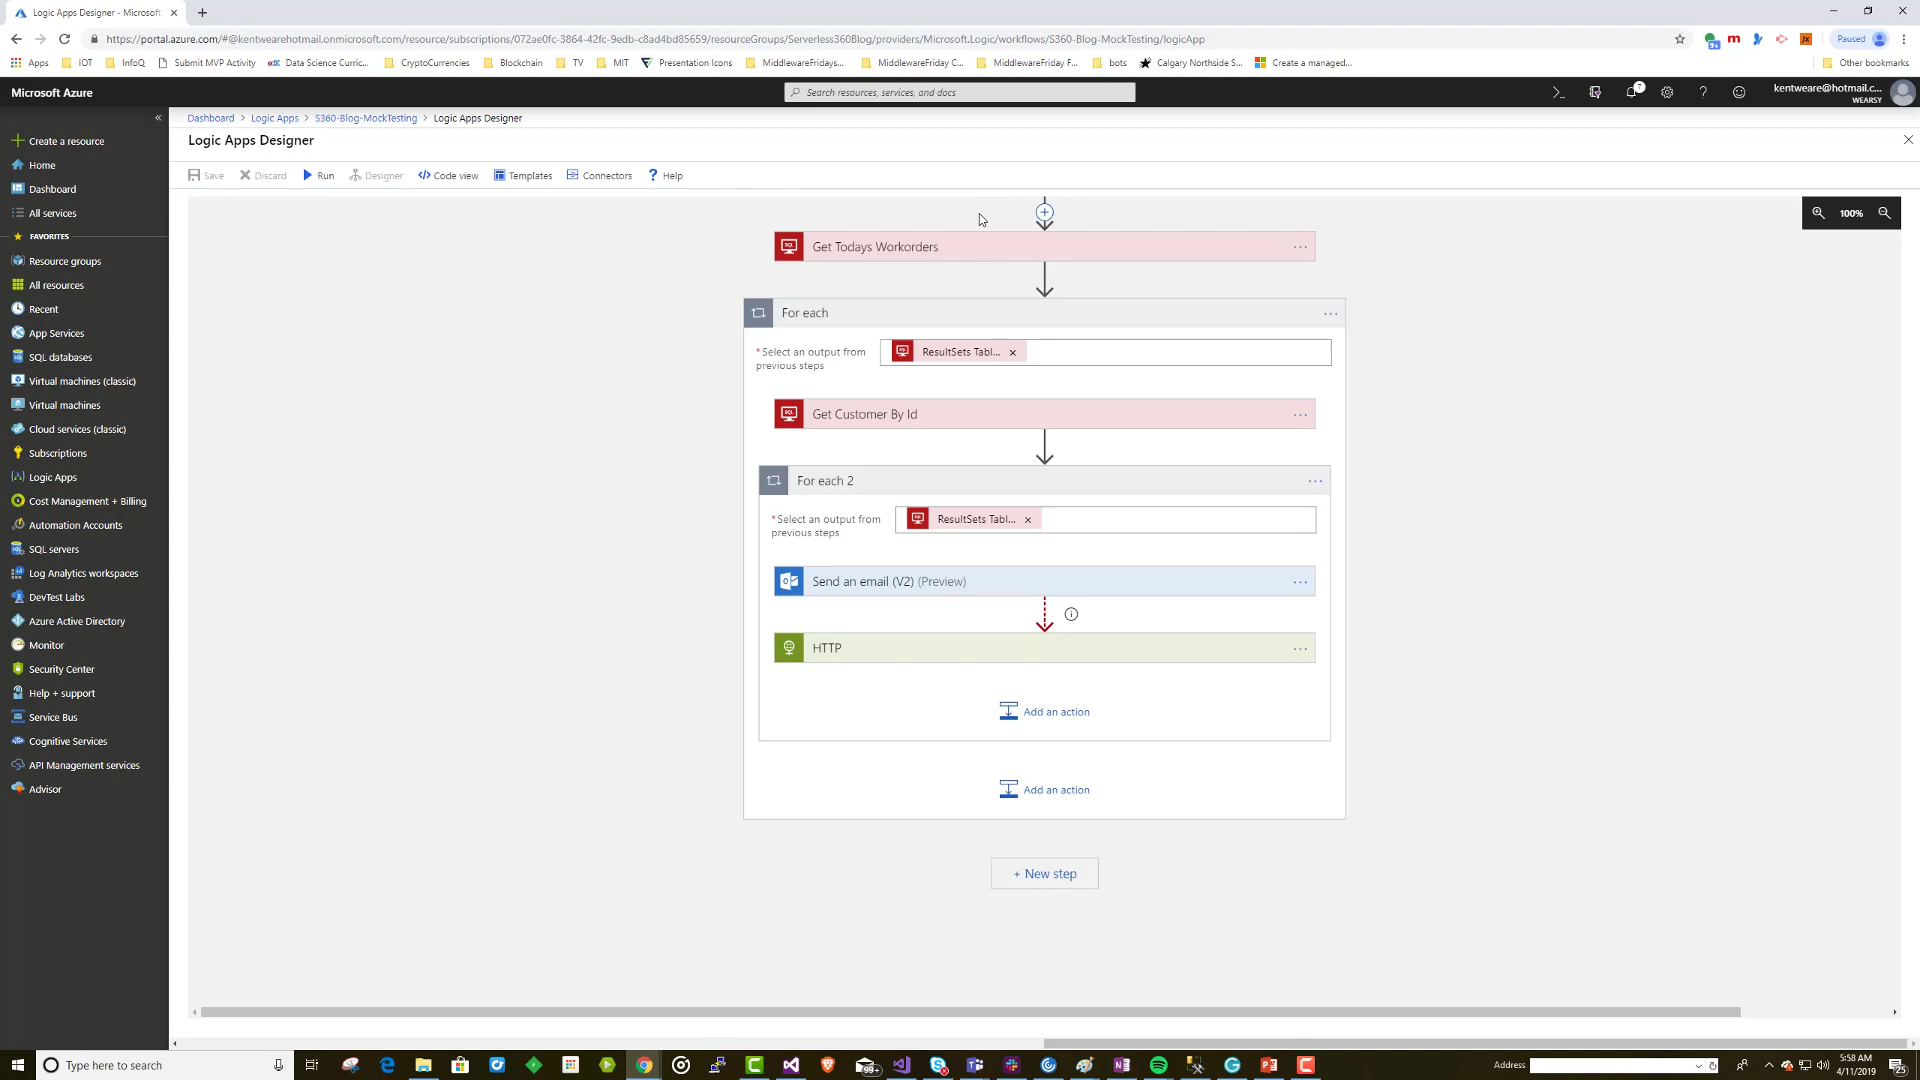 Logic Apps Designer - Microsoft
https://portal.azure.com/#@kentwearehotmail.onmicrosoft.com/resource/subscriptions/072ae0fc-3864-42fc-9edb-c8ad4bd85659/resourceGroups/Serverless360Blog/providers/Microsoft.Logic/workflows/S360-Blog-MockTesting/logicApp
Paused
Apps IOT InfoQ Submit MVP Activity Data Science Curric... CryptoCurrencies Blockchain TV MIT Presentation Icons MiddlewareFridays... MiddlewareFriday C... MiddlewareFriday F... bots Calgary Northside S... Create a managed... Other bookmarks
Microsoft Azure
Search resources, services, and docs
7
kentweare@hotmail.c...
WEARSY
Create a resource
Home
Dashboard
All services
FAVORITES
Resource groups
All resources
Recent
App Services
SQL databases
Virtual machines (classic)
Virtual machines
Cloud services (classic)
Subscriptions
Logic Apps
Cost Management + Billing
Automation Accounts
SQL servers
Log Analytics workspaces
DevTest Labs
Azure Active Directory
Monitor
Security Center
Help + support
Service Bus
Cognitive Services
API Management services
Advisor
Dashboard > Logic Apps > S360-Blog-MockTesting > Logic Apps Designer
Logic Apps Designer
Save Discard Run Designer Code view Templates Connectors Help
100%
Get Todays Workorders
For each
*Select an output from
previous steps
ResultSets Tabl... x
Get Customer By Id
For each 2
*Select an output from
previous steps
ResultSets Tabl... x
Send an email (V2) (Preview)
HTTP
Add an action
Add an action
+ New step
Type here to search
99+
Address
5:58 AM
4/11/2019
25